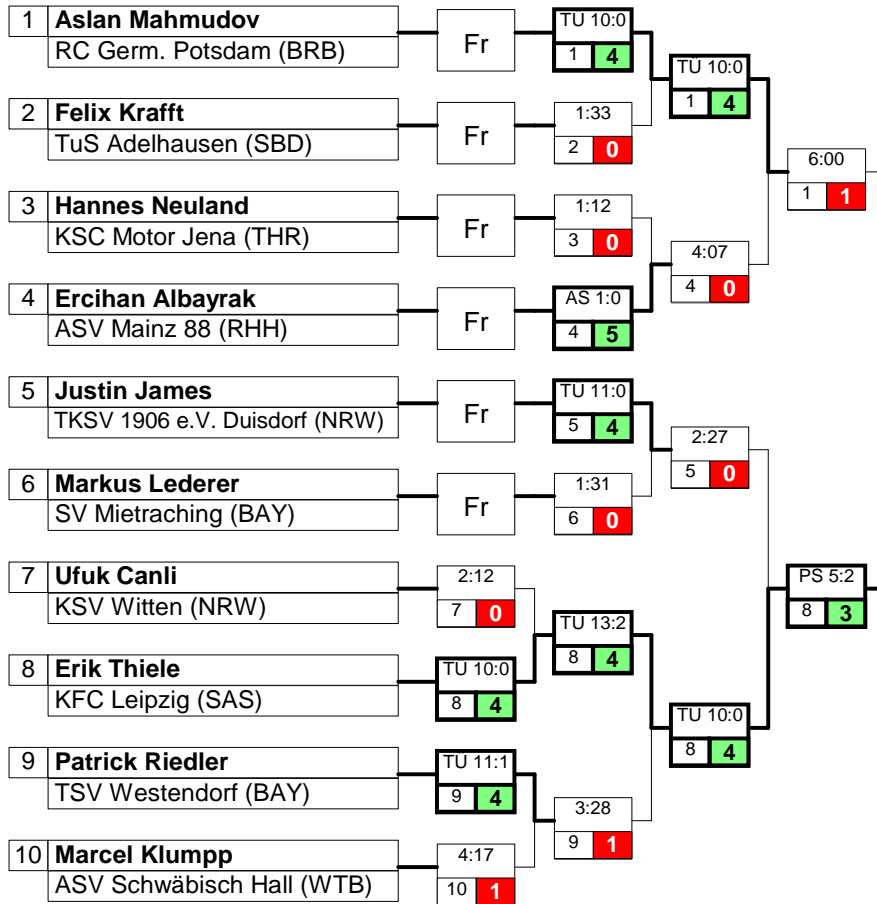 1 Aslan Mahmudov
RC Germ. Potsdam (BRB)
Fr
TU 10:0
1 4
TÜ 10:0
1 4
2 Felix Krafft
TuS Adelhausen (SBD)
Fr
1:33
2 0
6:00
1 1
3 Hannes Neuland
KSC Motor Jena (THR)
Fr
1:12
3 0
4:07
4 0
4 Ercihan Albayrak
ASV Mainz 88 (RHH)
Fr
AS 1:0
4 5
5 Justin James
TKSV 1906 e.V. Duisdorf (NRW)
Fr
TU 11:0
5 4
2:27
5 0
6 Markus Lederer
SV Mietraching (BAY)
Fr
1:31
6 0
7 Ufuk Canli
KSV Witten (NRW)
2:12
7 0
PS 5:2
8 3
TÜ 13:2
8 4
8 Erik Thiele
KFC Leipzig (SAS)
TU 10:0
8 4
TU 10:0
8 4
9 Patrick Riedler
TSV Westendorf (BAY)
TU 11:1
9 4
3:28
9 1
10 Marcel Klumpp
ASV Schwäbisch Hall (WTB)
4:17
10 1